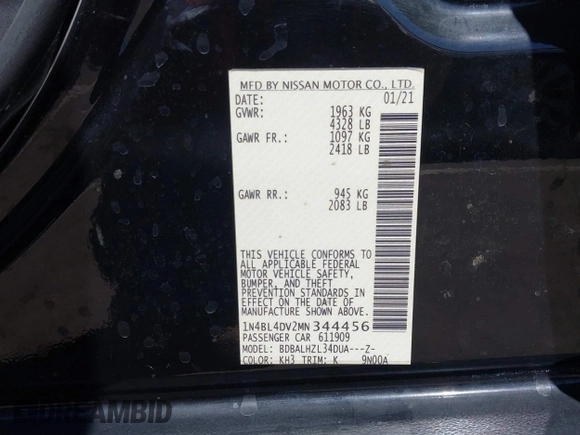 MFD BY NISSAN MOTOR CO., LTD.
DATE: 01/21
GVWR: 1963 KG
4328 LB
GAWR FR.: 1097 KG
2418 LB
GAWR RR.: 945 KG
2083 LB
THIS VEHICLE CONFORMS TO
ALL APPLICABLE FEDERAL
MOTOR VEHICLE SAFETY,
BUMPER, AND THEFT
PREVENTION STANDARDS IN
EFFECT ON THE DATE OF
MANUFACTURE SHOWN ABOVE.
1N4BL4DV2MN344456
PASSENGER CAR 611909
MODEL: BDBALHZL34DUA---Z-
COLOR: KH3 TRIM: K 9N00A
DREAMBID